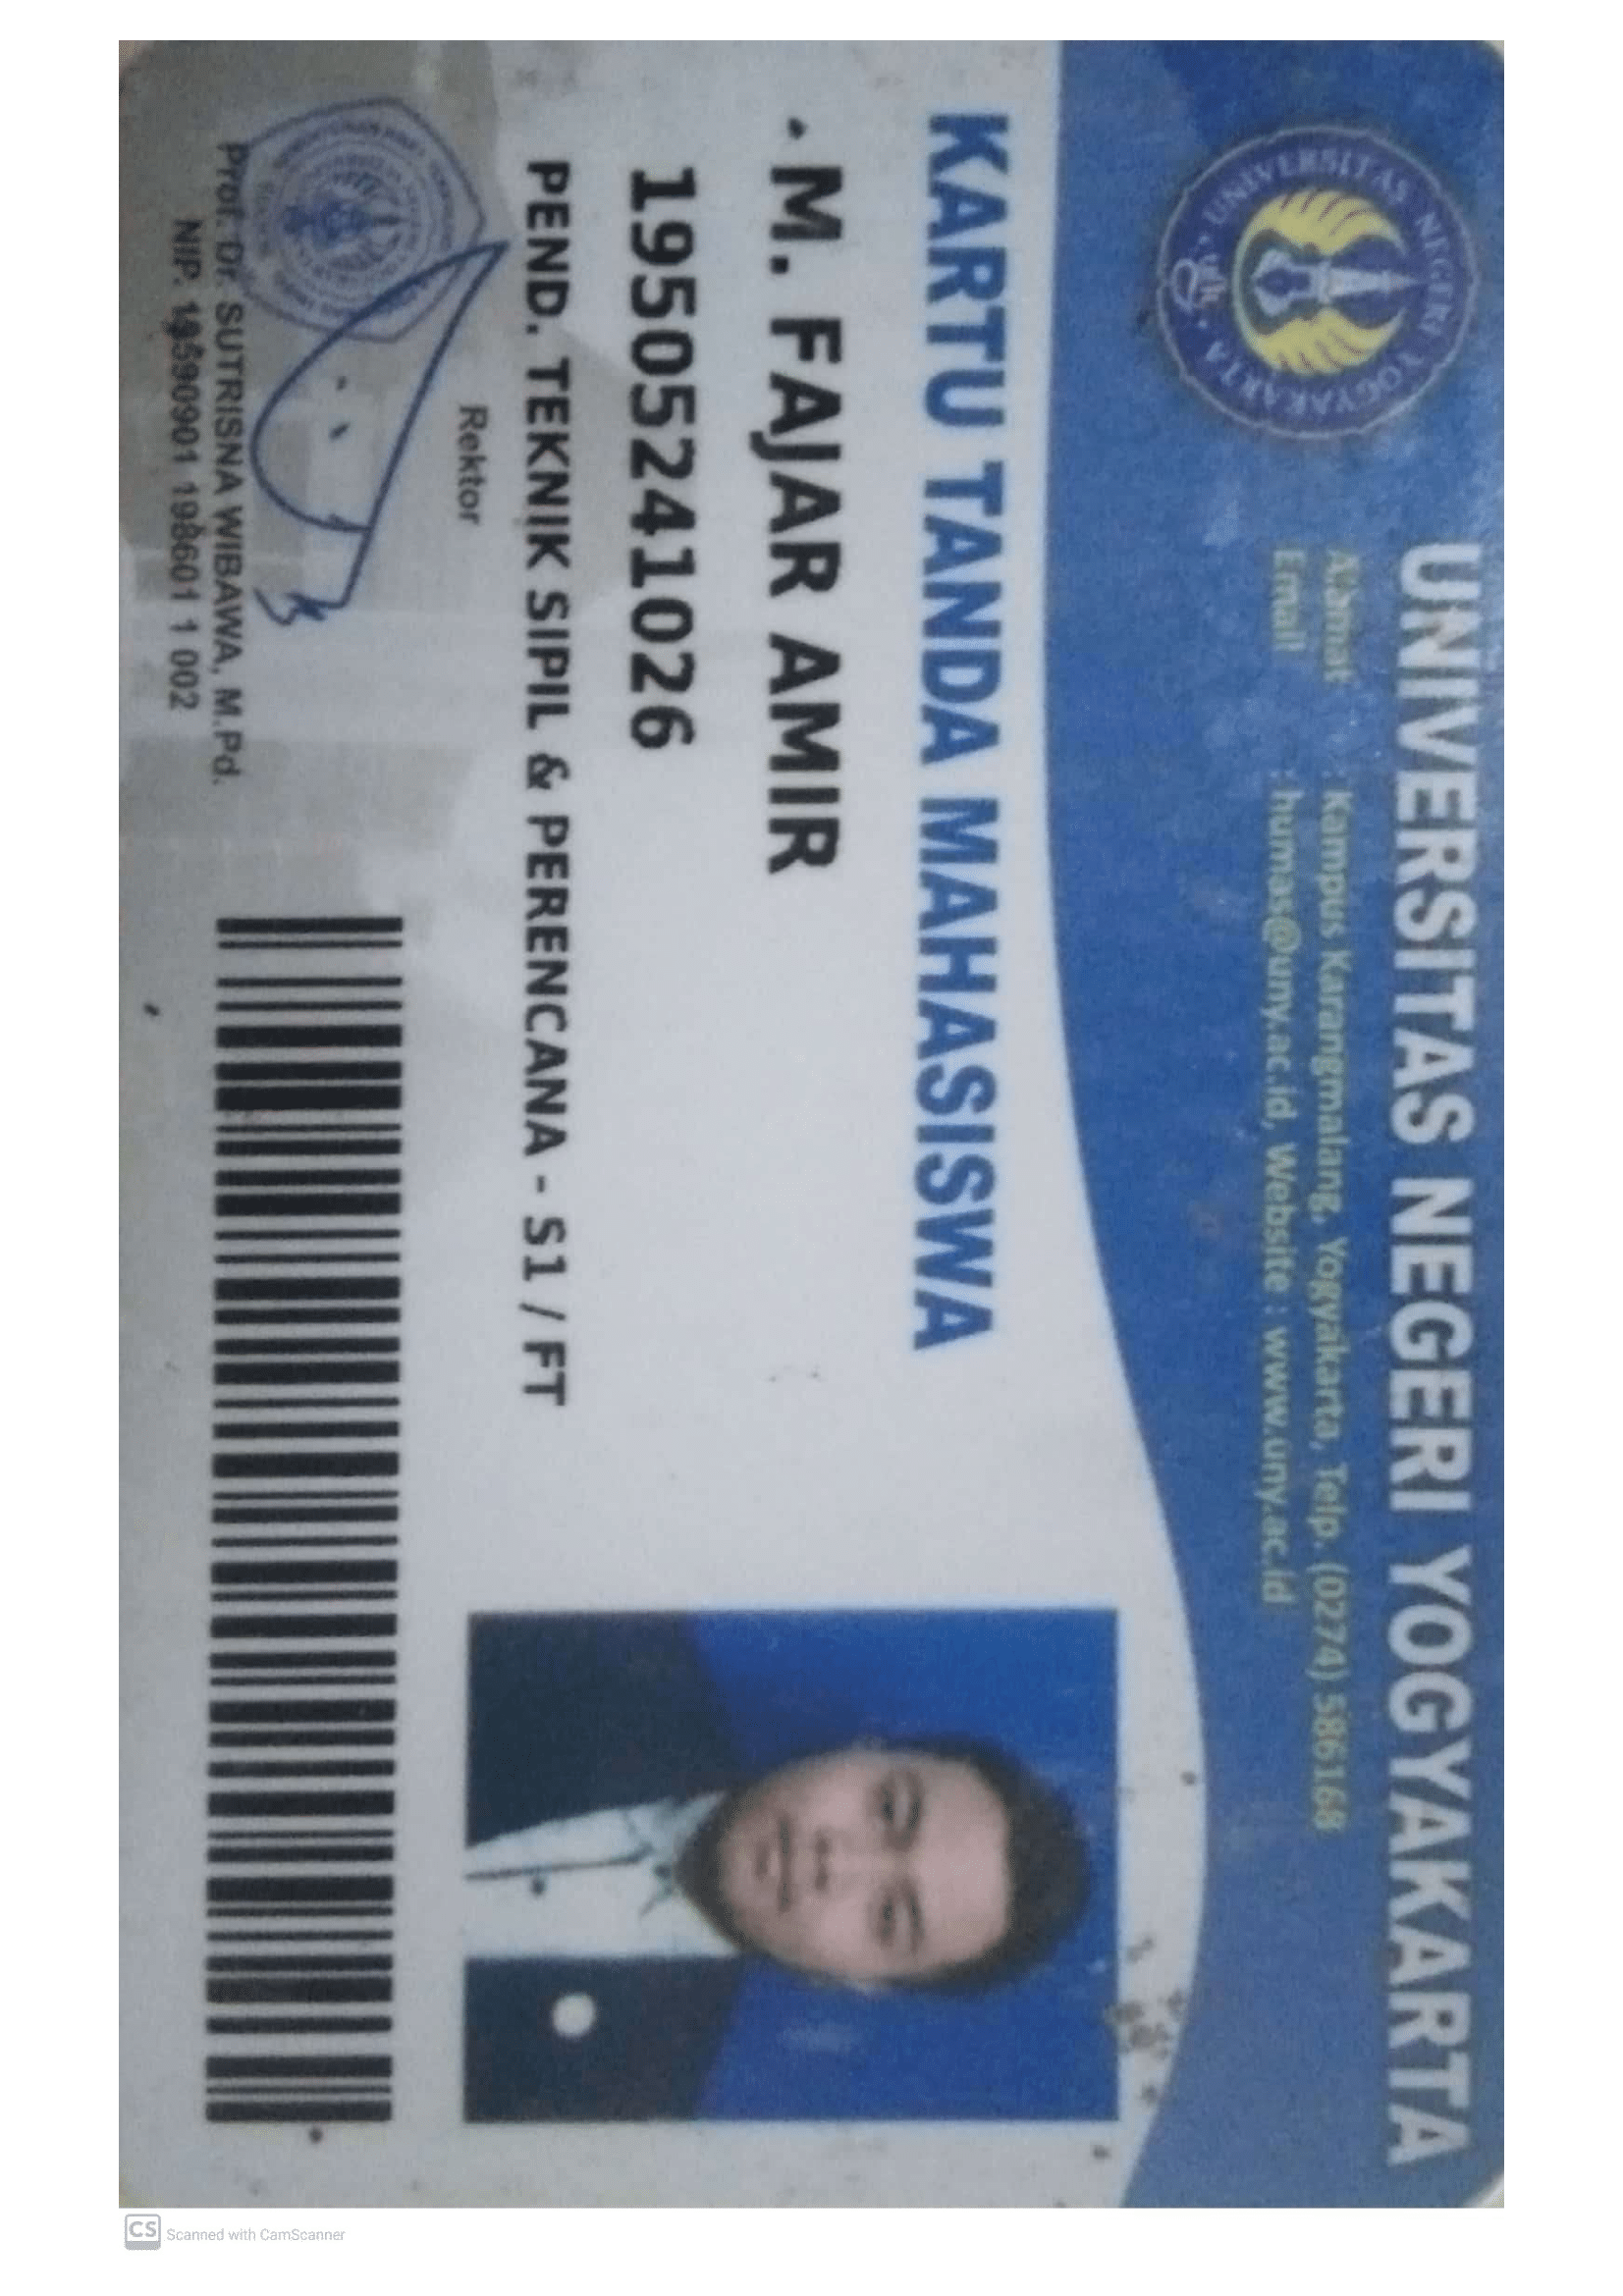 UNIVERSITAS NEGERI YOGYAKARTA
Alamat : Kampus Karangmalang, Yogyakarta, Telp. (0274) 586168
Email : humas@uny.ac.id, Website : www.uny.ac.id
UNIVERSITAS NEGERI YOGYAKARTA
KARTU TANDA MAHASISWA
M. FAJAR AMIR
19505241026
PEND. TEKNIK SIPIL & PERENCANA - S1 / FT
Rektor
Prof. Dr. SUTRISNA WIBAWA, M.Pd.
NIP. 19590901 198601 1 002
CS Scanned with CamScanner